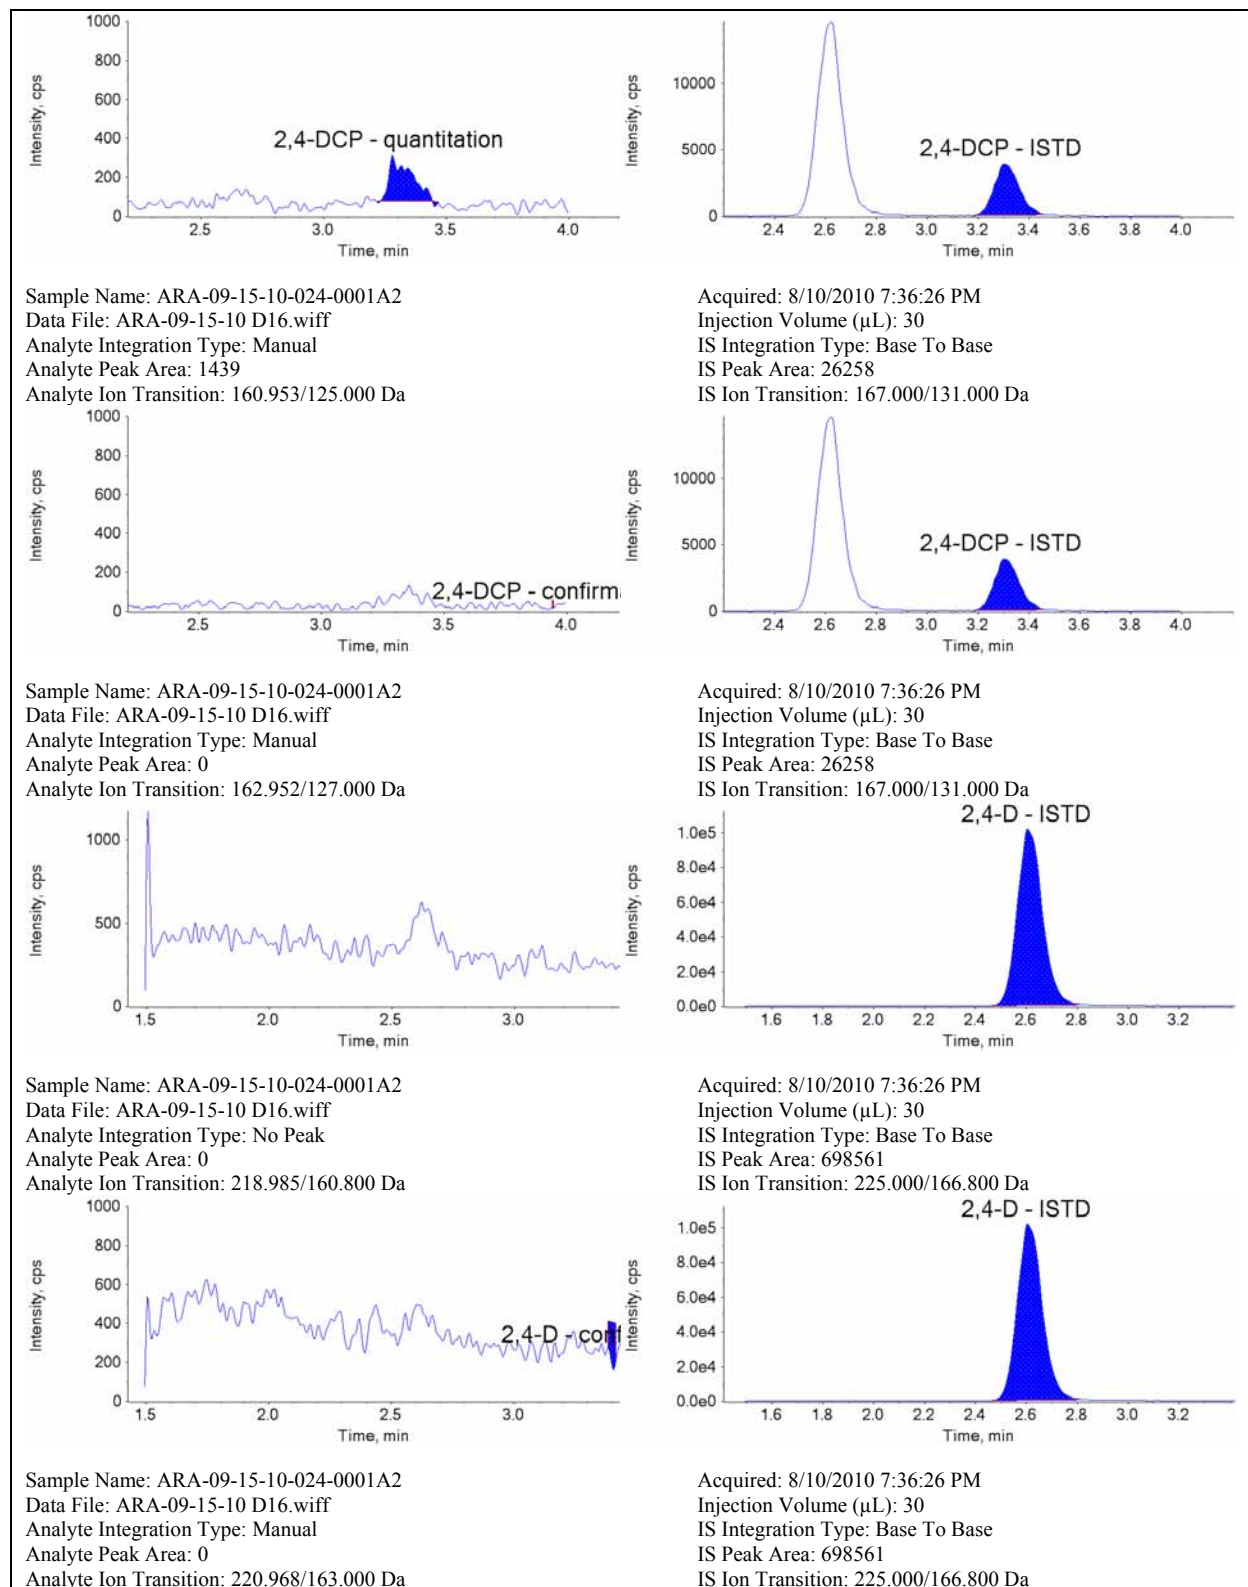 1000
800
600
400
200
0
Intensity, cps
2,4-DCP - quantitation
2.5 3.0 3.5 4.0
Time, min
10000
5000
0
Intensity, cps
2,4-DCP - ISTD
2.4 2.6 2.8 3.0 3.2 3.4 3.6 3.8 4.0
Time, min
Sample Name: ARA-09-15-10-024-0001A2
Data File: ARA-09-15-10 D16.wiff
Analyte Integration Type: Manual
Analyte Peak Area: 1439
Analyte Ion Transition: 160.953/125.000 Da
Acquired: 8/10/2010 7:36:26 PM
Injection Volume (µL): 30
IS Integration Type: Base To Base
IS Peak Area: 26258
IS Ion Transition: 167.000/131.000 Da
1000
800
600
400
200
0
Intensity, cps
2,4-DCP - confirma
2.5 3.0 3.5 4.0
Time, min
10000
5000
0
Intensity, cps
2,4-DCP - ISTD
2.4 2.6 2.8 3.0 3.2 3.4 3.6 3.8 4.0
Time, min
Sample Name: ARA-09-15-10-024-0001A2
Data File: ARA-09-15-10 D16.wiff
Analyte Integration Type: Manual
Analyte Peak Area: 0
Analyte Ion Transition: 162.952/127.000 Da
Acquired: 8/10/2010 7:36:26 PM
Injection Volume (µL): 30
IS Integration Type: Base To Base
IS Peak Area: 26258
IS Ion Transition: 167.000/131.000 Da
1000
500
0
Intensity, cps
1.5 2.0 2.5 3.0
Time, min
2,4-D - ISTD
1.0e5
8.0e4
6.0e4
4.0e4
2.0e4
0.0e0
Intensity, cps
1.6 1.8 2.0 2.2 2.4 2.6 2.8 3.0 3.2
Time, min
Sample Name: ARA-09-15-10-024-0001A2
Data File: ARA-09-15-10 D16.wiff
Analyte Integration Type: No Peak
Analyte Peak Area: 0
Analyte Ion Transition: 218.985/160.800 Da
Acquired: 8/10/2010 7:36:26 PM
Injection Volume (µL): 30
IS Integration Type: Base To Base
IS Peak Area: 698561
IS Ion Transition: 225.000/166.800 Da
1000
800
600
400
200
0
Intensity, cps
2,4-D - conf
1.5 2.0 2.5 3.0
Time, min
2,4-D - ISTD
1.0e5
8.0e4
6.0e4
4.0e4
2.0e4
0.0e0
Intensity, cps
1.6 1.8 2.0 2.2 2.4 2.6 2.8 3.0 3.2
Time, min
Sample Name: ARA-09-15-10-024-0001A2
Data File: ARA-09-15-10 D16.wiff
Analyte Integration Type: Manual
Analyte Peak Area: 0
Analyte Ion Transition: 220.968/163.000 Da
Acquired: 8/10/2010 7:36:26 PM
Injection Volume (µL): 30
IS Integration Type: Base To Base
IS Peak Area: 698561
IS Ion Transition: 225.000/166.800 Da